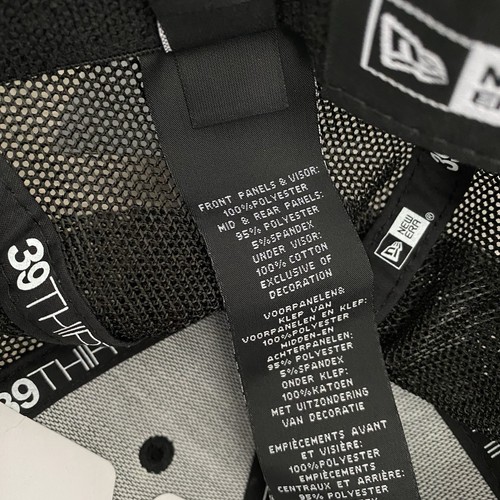 NEW ERA
FRONT PANELS & VISOR:
100%POLYESTER
MID & REAR PANELS:
95% POLYESTER
5%SPANDEX
UNDER VISOR:
100% COTTON
EXCLUSIVE OF
DECORATION
VOORPANELEN&
KLEP VAN
VOORPANELEN EN KLEP:
100%POLYESTER
MIDDEN-EN
ACHTERPANELEN:
95% POLYESTER
5%SPANDEX
ONDER KLEP:
100%KATOEN
MET UITZONDERING
VAN DECORATIE
EMPIÈCEMENTS AVANT
ET VISIÈRE:
100%POLYESTER
EMPIÈCEMENTS
CENTRAUX ET ARRIÈRE:
95% POLYESTER
5%SPANDEX
39THIRTY
39THIR